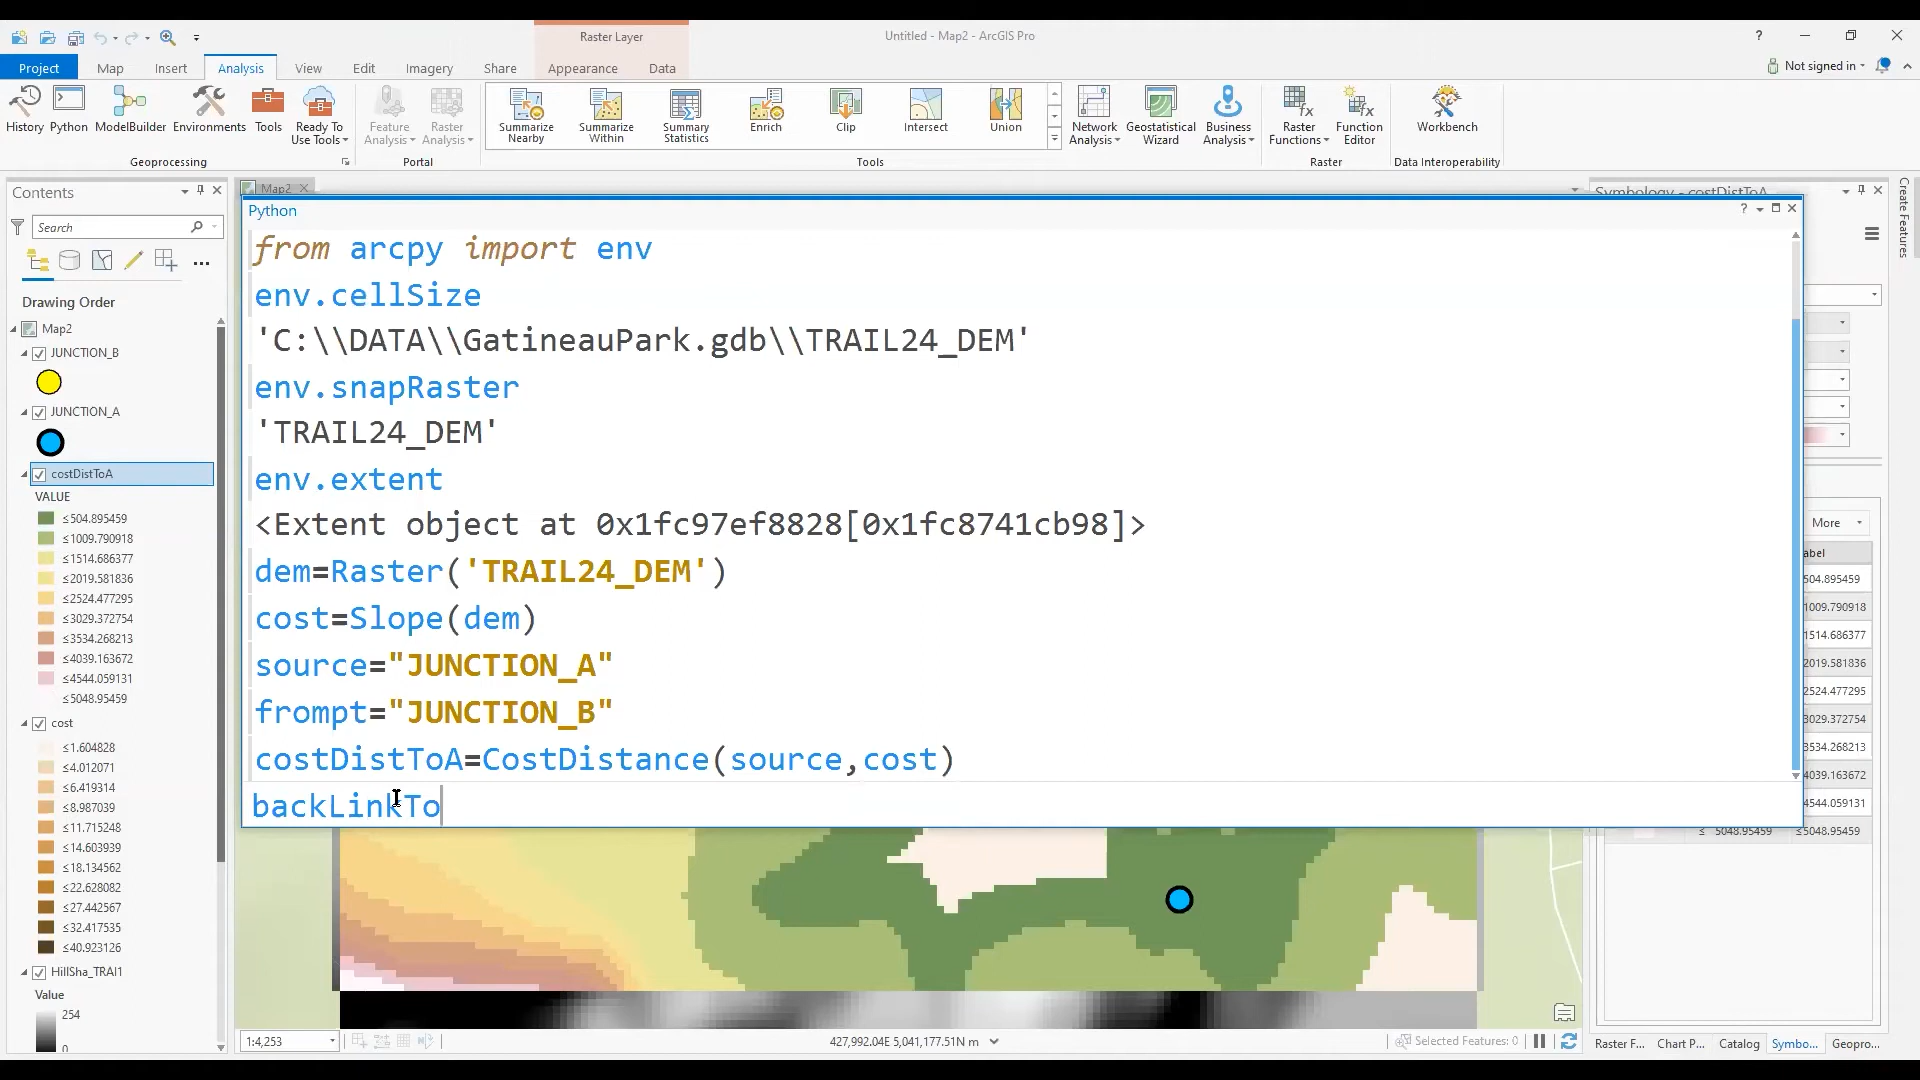 Raster Layer
Untitled - Map2 - ArcGIS Pro
?
Project Map Insert Analysis View Edit Imagery Share Appearance Data
Not signed in
History Python ModelBuilder Environments Tools Ready To Use Tools
Feature Analysis Raster Analysis
Summarize Nearby Summarize Within Summary Statistics Enrich Clip Intersect Union
Network Analysis Geostatistical Wizard Business Analysis Raster Functions Function Editor Workbench
Geoprocessing Portal Tools Raster Data Interoperability
Contents
Search
Drawing Order
Map2
JUNCTION_B
JUNCTION_A
costDistToA
VALUE
≤504.895459
≤1009.790918
≤1514.686377
≤2019.581836
≤2524.477295
≤3029.372754
≤3534.268213
≤4039.163672
≤4544.059131
≤5048.95459
cost
≤1.604828
≤4.012071
≤6.419314
≤8.987039
≤11.715248
≤14.603939
≤18.134562
≤22.628082
≤27.442567
≤32.417535
≤40.923126
HillSha_TRAI1
Value
254
0
Map2
Python
?
from arcpy import env
env.cellSize
'C:\\DATA\\GatineauPark.gdb\\TRAIL24_DEM'
env.snapRaster
'TRAIL24_DEM'
env.extent
<Extent object at 0x1fc97ef8828[0x1fc8741cb98]>
dem=Raster('TRAIL24_DEM')
cost=Slope(dem)
source="JUNCTION_A"
frompt="JUNCTION_B"
costDistToA=CostDistance(source,cost)
backLinkTo
Symbology - costDistToA
Create Features
More
abel
504.895459
1009.790918
1514.686377
2019.581836
2524.477295
3029.372754
3534.268213
4039.163672
4544.059131
≤ 5048.95459 ≤5048.95459
1:4,253
427,992.04E 5,041,177.51N m
Selected Features: 0
Raster F... Chart P... Catalog Symbo... Geopro...